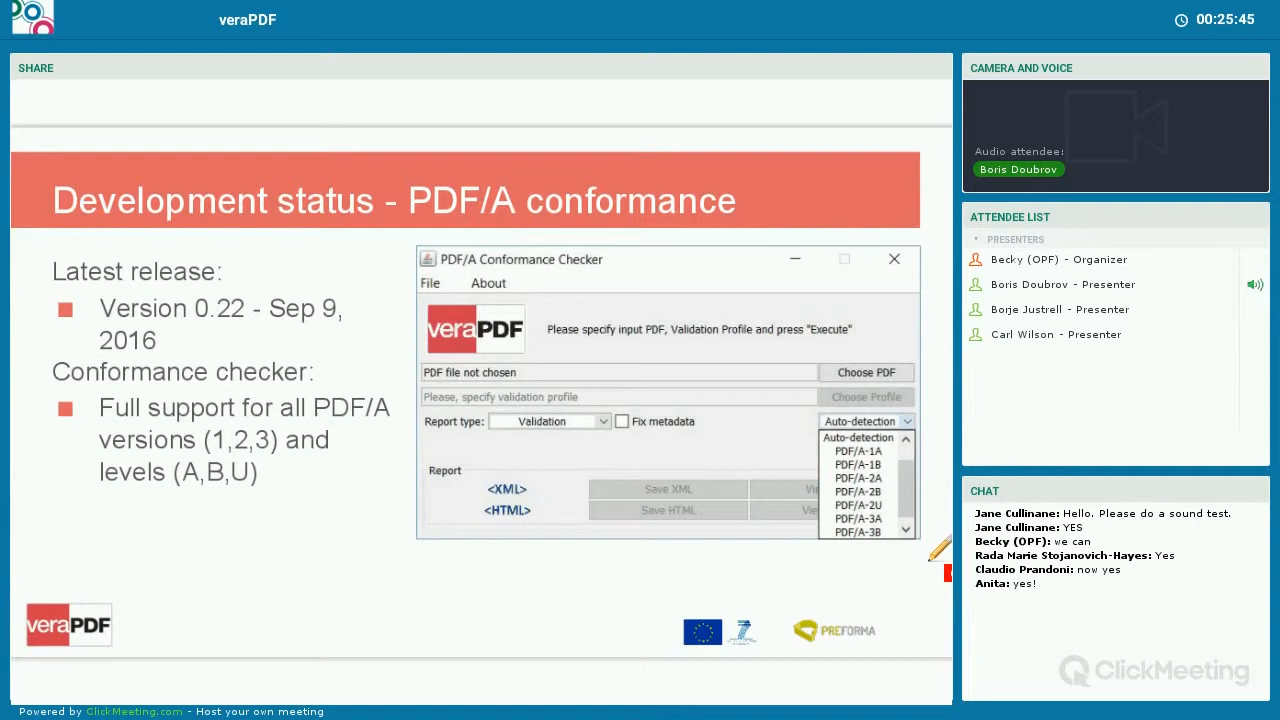 veraPDF
00:25:45
SHARE
Development status - PDF/A conformance
Latest release:
Version 0.22 - Sep 9,
2016
Conformance checker:
Full support for all PDF/A
versions (1,2,3) and
levels (A,B,U)
PDF/A Conformance Checker
File About
veraPDF
Please specify input PDF, Validation Profile and press "Execute"
PDF file not chosen
Choose PDF
Please, specify validation profile
Choose Profile
Report type: Validation Fix metadata Auto-detection
Auto-detection
PDF/A-1A
PDF/A-1B
PDF/A-2A
PDF/A-2B
PDF/A-2U
PDF/A-3A
PDF/A-3B
Report
<XML> Save XML
<HTML> Save HTML
veraPDF
PREFORMA
CAMERA AND VOICE
Audio attendee:
Boris Doubrov
ATTENDEE LIST
PRESENTERS
Becky (OPF) - Organizer
Boris Doubrov - Presenter
Borje Justrell - Presenter
Carl Wilson - Presenter
CHAT
Jane Cullinane: Hello. Please do a sound test.
Jane Cullinane: YES
Becky (OPF): we can
Rada Marie Stojanovich-Hayes: Yes
Claudio Prandoni: now yes
Anita: yes!
ClickMeeting
Powered by ClickMeeting.com - Host your own meeting